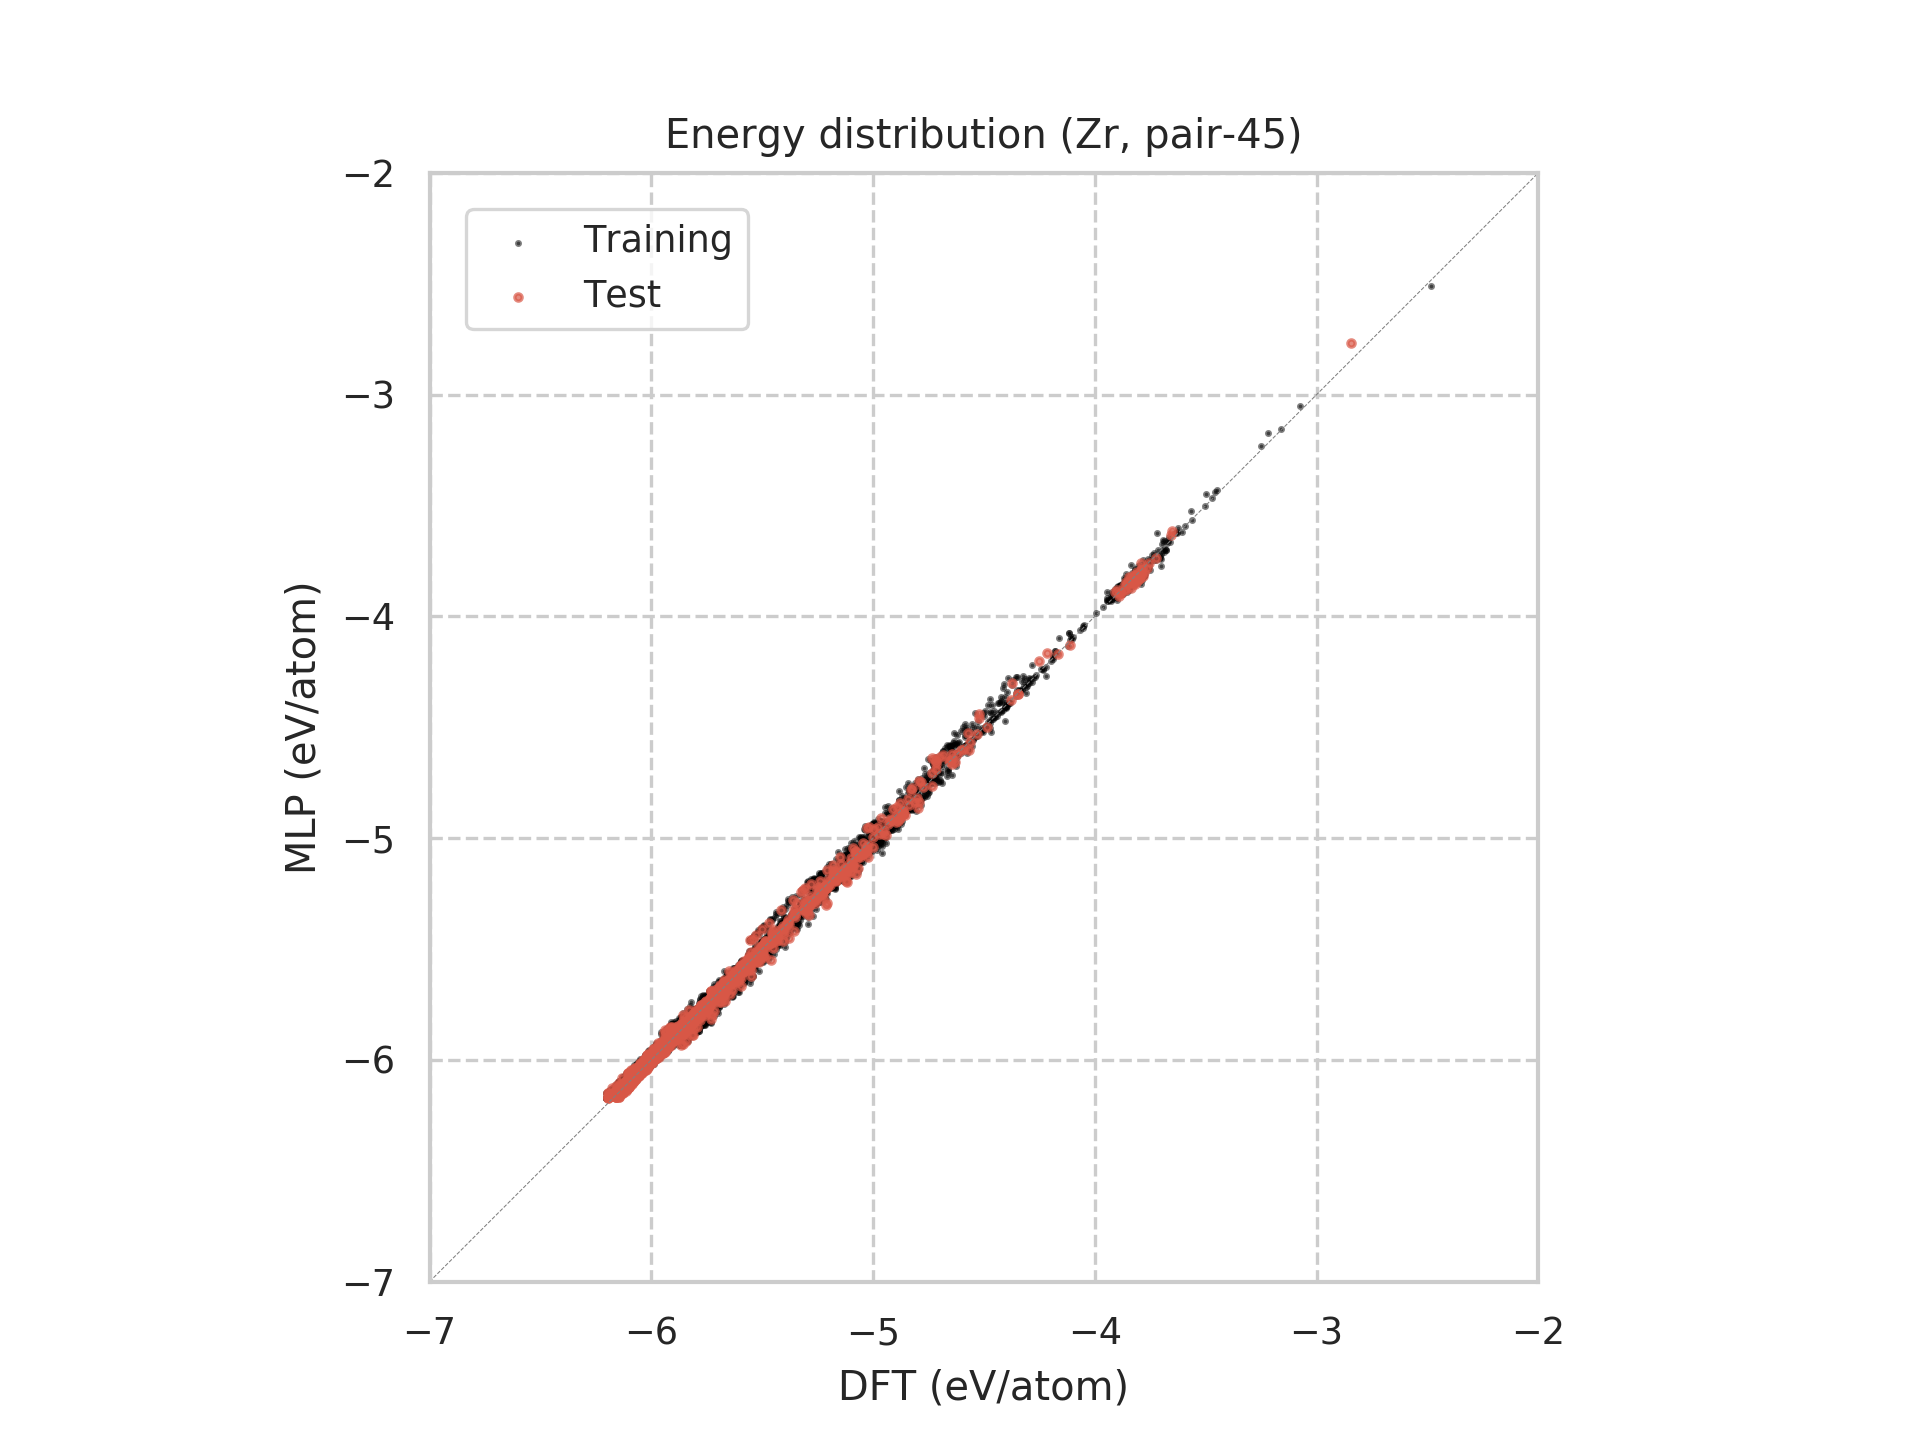 Energy distribution (Zr, pair-45)
−2
Training
Test
−3
−4
−5
−6
−7
MLP (eV/atom)
−7 −6 −5 −4 −3 −2
DFT (eV/atom)